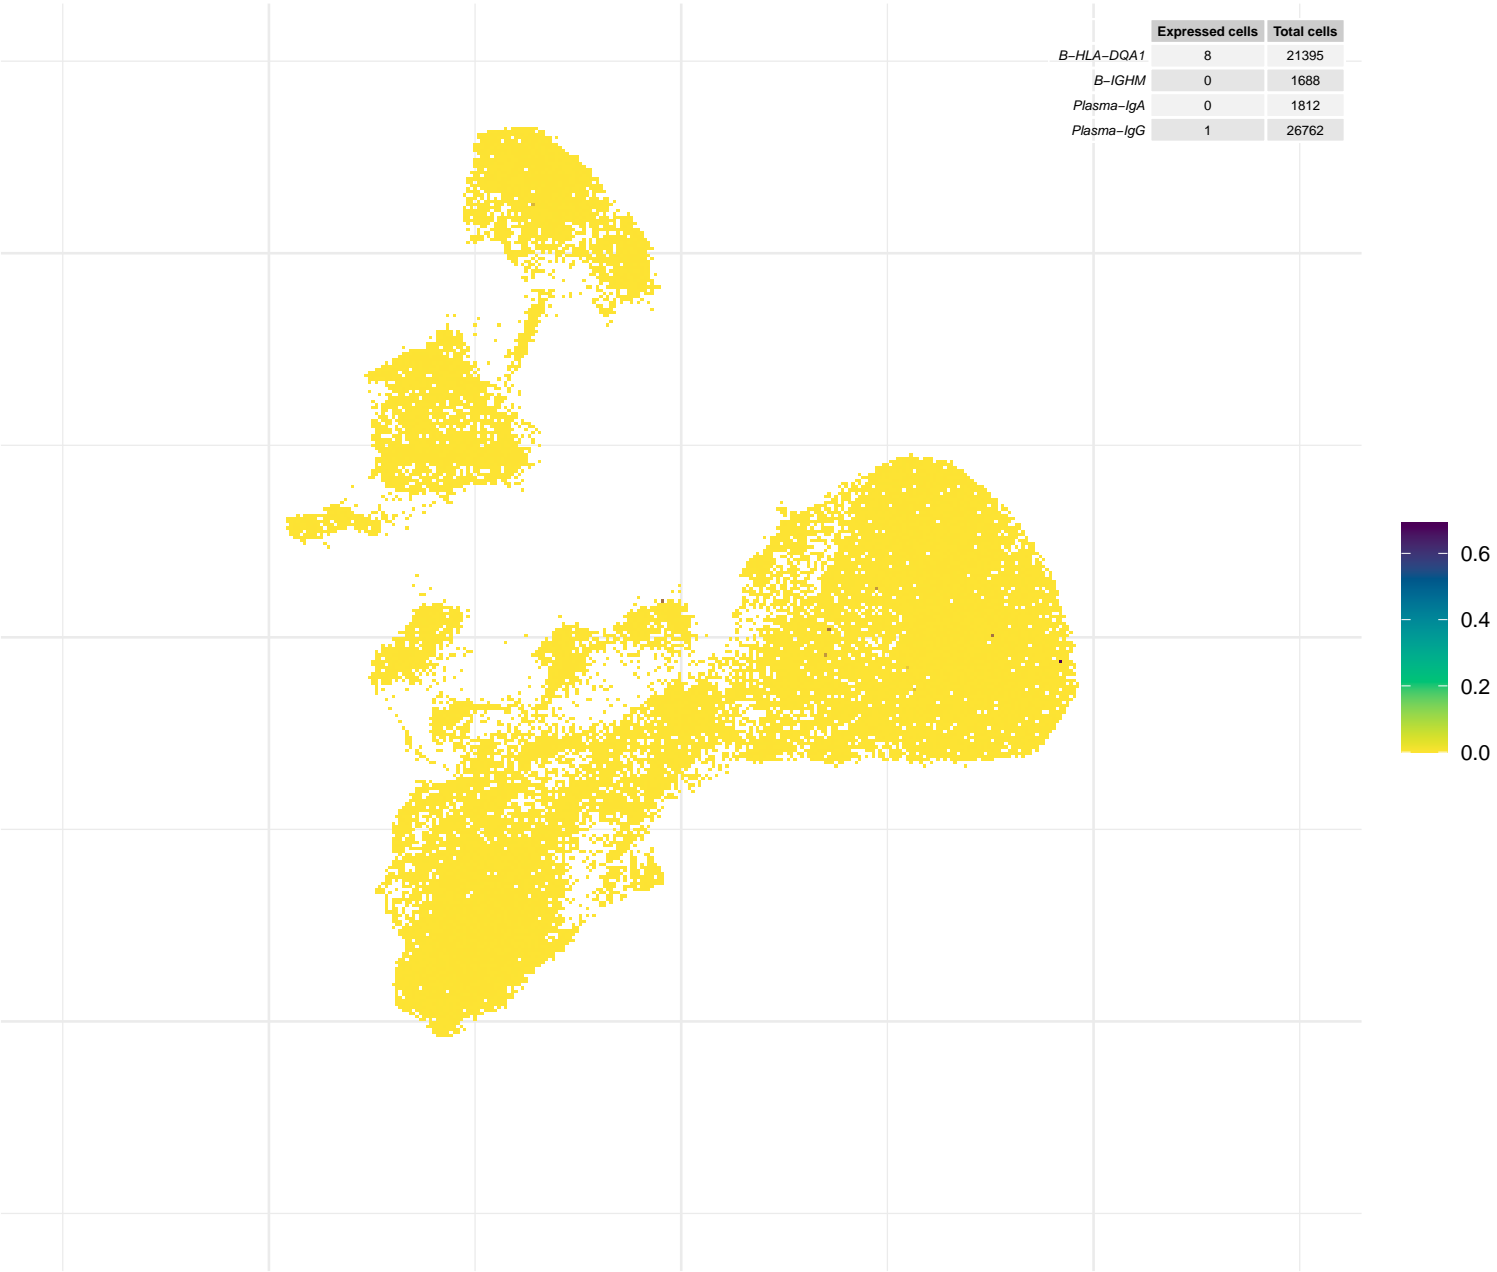 Expressed cells Total cells
B−HLA−DQA1 8 21395
B−IGHM 0 1688
Plasma−IgA 0 1812
Plasma−IgG 1 26762
0.6
0.4
0.2
0.0